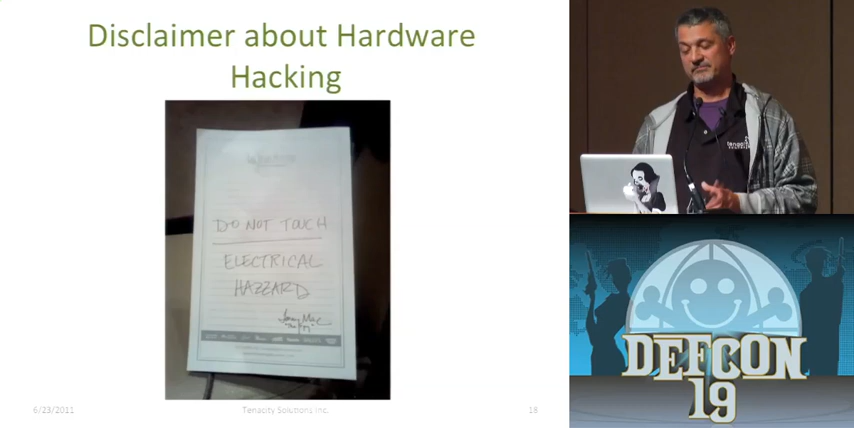 Disclaimer about Hardware
Hacking
DO NOT TOUCH
ELECTRICAL
HAZZARD
6/23/2011
Tenacity Solutions Inc.
18
DEFCON
19